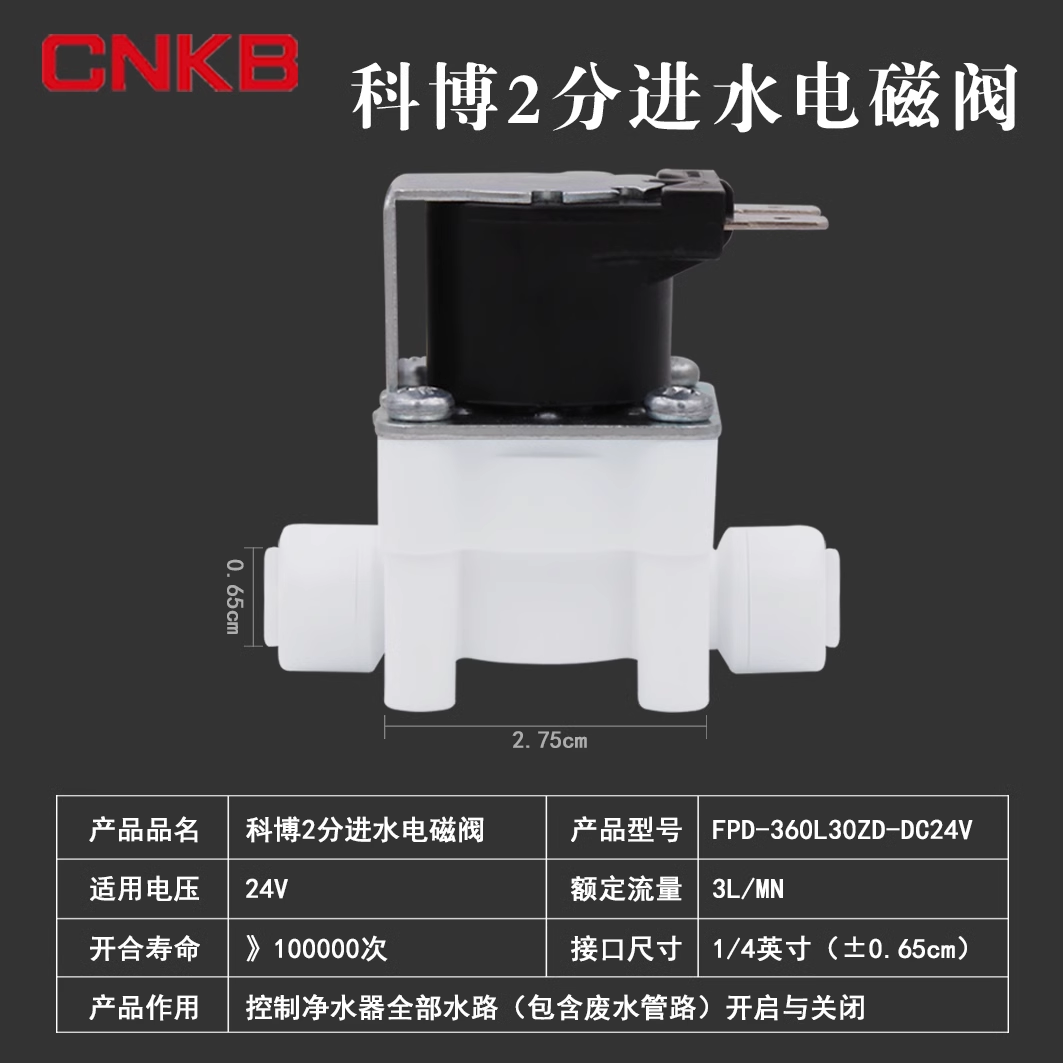 CNKB
科博2分进水电磁阀
0.65cm
2.75cm
产品品名 科博2分进水电磁阀 产品型号 FPD-360L30ZD-DC24V
适用电压 24V 额定流量 3L/MN
开合寿命 》100000次 接口尺寸 1/4英寸（±0.65cm）
产品作用 控制净水器全部水路（包含废水管路）开启与关闭